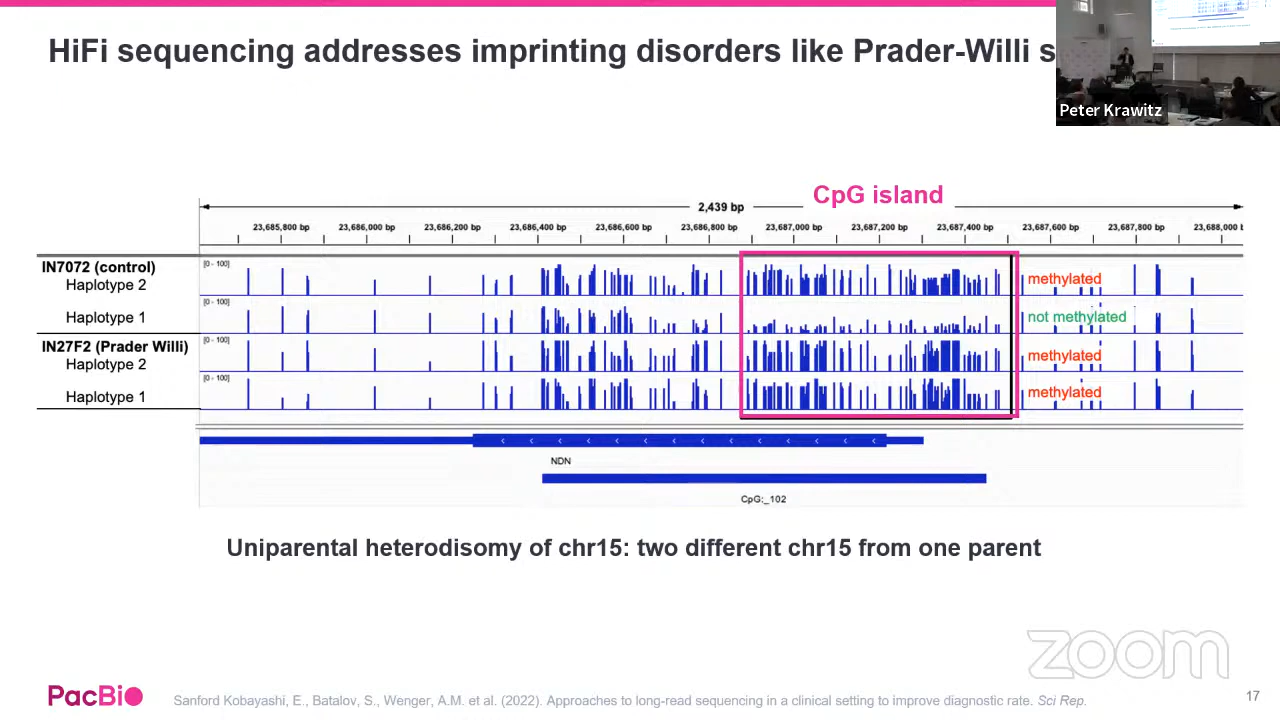 HiFi sequencing addresses imprinting disorders like Prader-Willi s
Peter Krawitz
CpG island
2,439 bp
23,685,800 bp 23,686,000 bp 23,686,200 bp 23,686,400 bp 23,686,600 bp 23,686,800 bp 23,687,000 bp 23,687,200 bp 23,687,400 bp 23,687,600 bp 23,687,800 bp 23,688,000 b
IN7072 (control)
Haplotype 2
[0 - 100]
methylated
Haplotype 1
[0 - 100]
not methylated
IN27F2 (Prader Willi)
Haplotype 2
[0 - 100]
methylated
Haplotype 1
[0 - 100]
methylated
NDN
CpG:_102
Uniparental heterodisomy of chr15: two different chr15 from one parent
zoom
PacBio
Sanford Kobayashi, E., Batalov, S., Wenger, A.M. et al. (2022). Approaches to long-read sequencing in a clinical setting to improve diagnostic rate. Sci Rep.
17